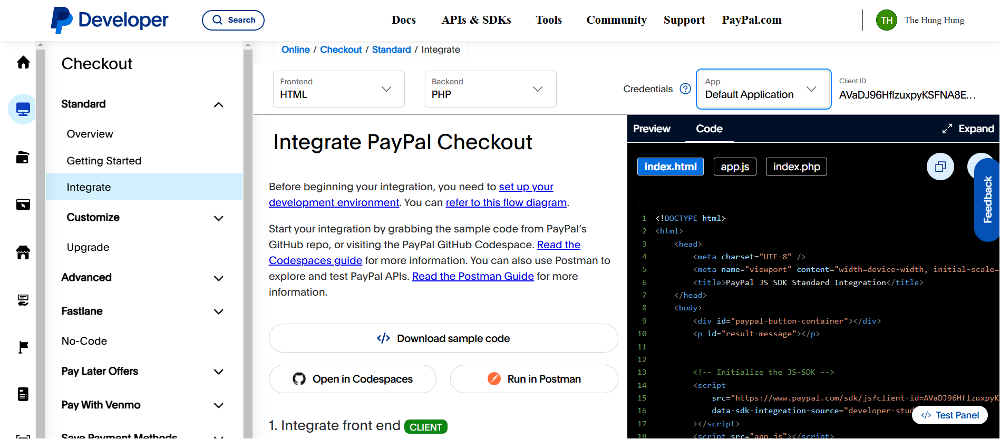 Developer
Search
Docs
APIs & SDKs
Tools
Community
Support
PayPal.com
TH
The Hung Hung
Checkout
Standard
Overview
Getting Started
Integrate
Customize
Upgrade
Advanced
Fastlane
No-Code
Pay Later Offers
Pay With Venmo
Save Payment Methods
Online / Checkout / Standard / Integrate
Frontend
HTML
Backend
PHP
Credentials
?
App
Default Application
Client ID
AVaDJ96HflzuxpyKSFNA8E...
Integrate PayPal Checkout
Before beginning your integration, you need to set up your
development environment. You can refer to this flow diagram.
Start your integration by grabbing the sample code from PayPal's
GitHub repo, or visiting the PayPal GitHub Codespace. Read the
Codespaces guide for more information. You can also use Postman to
explore and test PayPal APIs. Read the Postman Guide for more
information.
</> Download sample code
Open in Codespaces
Run in Postman
1. Integrate front end CLIENT
Preview
Code
Expand
index.html
app.js
index.php
Feedback
1 <!DOCTYPE html>
2 <html>
3 <head>
4 <meta charset="UTF-8" />
5 <meta name="viewport" content="width=device-width, initial-scale=
6 <title>PayPal JS SDK Standard Integration</title>
7 </head>
8 <body>
9 <div id="paypal-button-container"></div>
10 <p id="result-message"></p>
11
12
13 <!-- Initialize the JS-SDK -->
14 <script
15 src="https://www.paypal.com/sdk/js?client-id=AVaDJ96HflzuxpyK
16 data-sdk-integration-source="developer-stud
17 ></script>
18 <script src="app.js"></script>
</> Test Panel